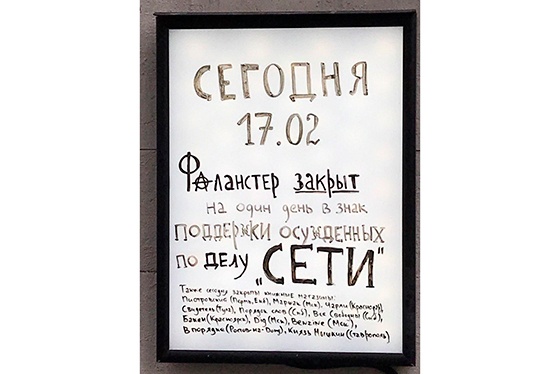 СЕГОДНЯ
17.02
Фаланстер закрыт
на один день в знак
поддержки осужденных
по делу "СЕТИ"
Также сегодня закрыты книжные магазины:
Пиотровский (Пермь, Екб), Маршак (Мск), Чарли (Краснодар),
Свидетель (Тула), Порядок слов (Спб), Все Свободны (Спб),
Бакен (Красноярск), Dig (Мск), Benzine (Мск),
В порядке (Ростов-на-Дону), Князь Мышкин (Ставрополь)